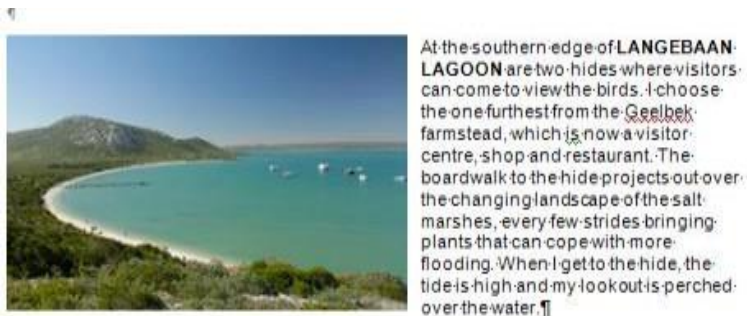 ¶
At the southern edge of LANGEBAAN
LAGOON are two hides where visitors
can come to view the birds. I choose
the one furthest from the Geelbek
farmstead, which is now a visitor
centre, shop and restaurant. The
boardwalk to the hide projects out over
the changing landscape of the salt
marshes, every few strides bringing
plants that can cope with more
flooding. When I get to the hide, the
tide is high and my lookout is perched
over the water.¶